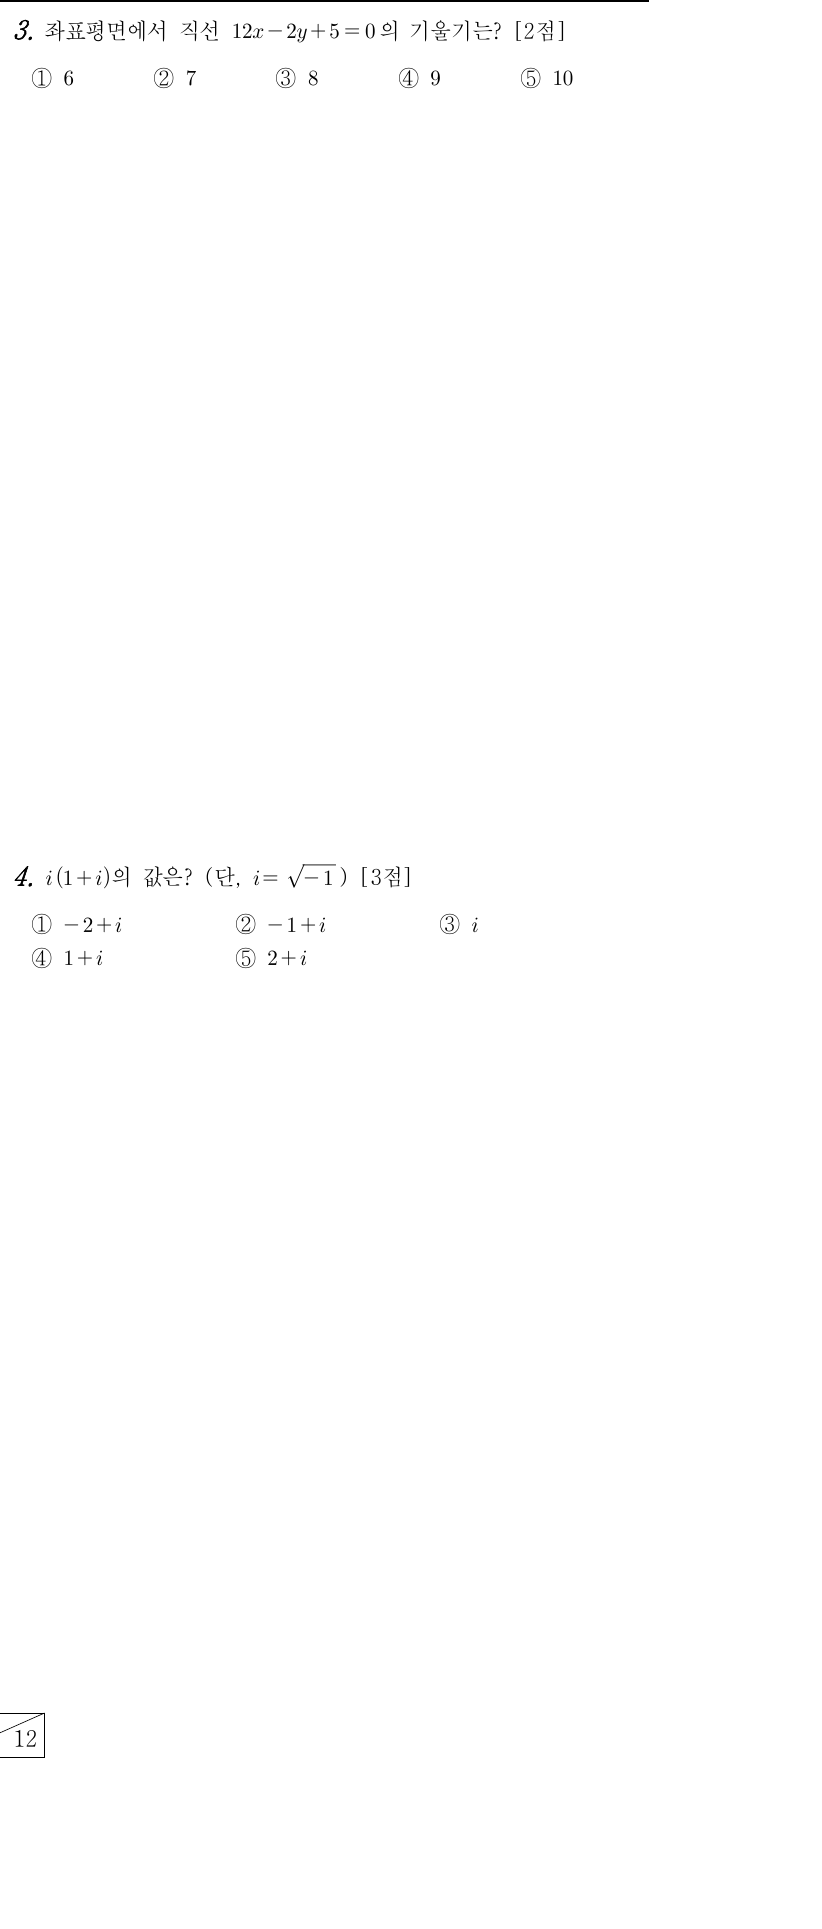 3. 좌표평면에서 직선 12x−2y+5=0의 기울기는? [2점]
① 6 ② 7 ③ 8 ④ 9 ⑤ 10
4. i(1+i)의 값은? (단, i=√−1) [3점]
① −2+i ② −1+i ③ i
④ 1+i ⑤ 2+i
12